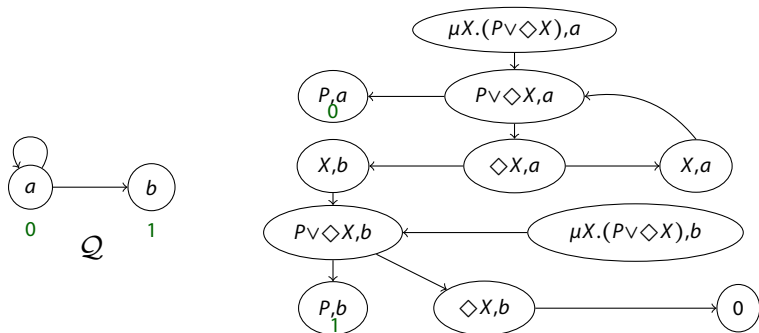 μX.(P∨◇X),a
P,a
0
P∨◇X,a
X,b
◇X,a
X,a
a
b
0
1
𝒬
P∨◇X,b
μX.(P∨◇X),b
P,b
1
◇X,b
0